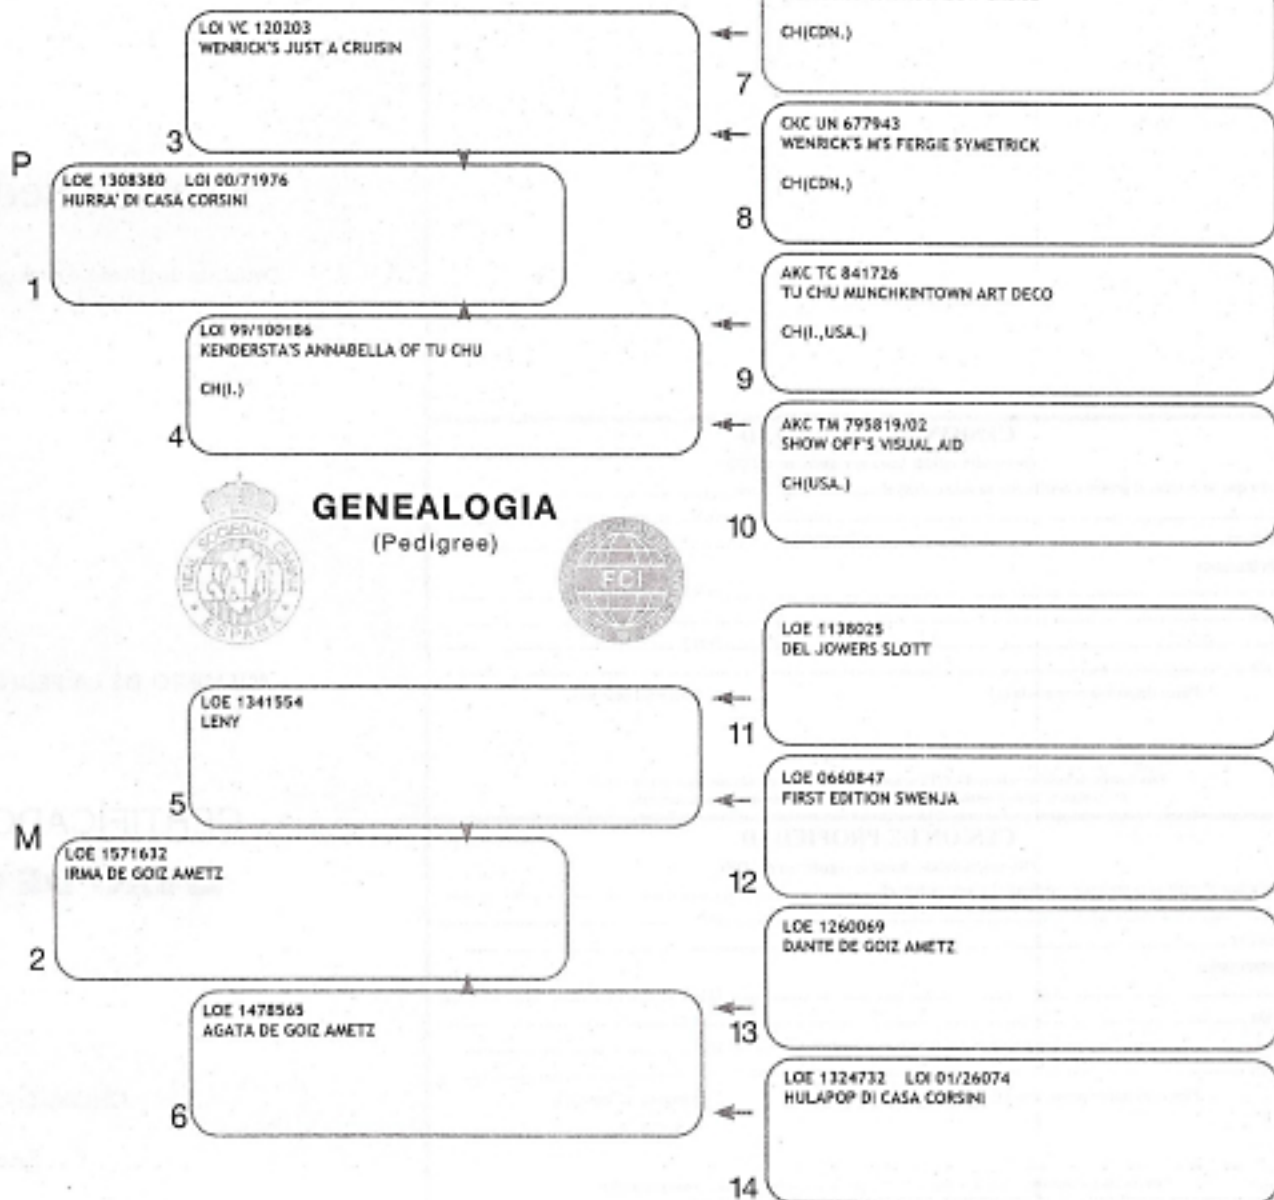 LOI VC 120203
WENRICK'S JUST A CRUISIN
3
P
LOE 1308380 LOI 00/71976
HURRA' DI CASA CORSINI
1
LOI 99/100186
KENDERSTA'S ANNABELLA OF TU CHU
CH(I.)
4
CH(CDN.)
7
CKC UN 677943
WENRICK'S M'S FERGIE SYMETRICK
CH(CDN.)
8
AKC TC 841726
TU CHU MUNCHKINTOWN ART DECO
CH(I.,USA.)
9
AKC TM 795819/02
SHOW OFF'S VISUAL AID
CH(USA.)
10
GENEALOGIA
(Pedigree)
ESPAÑA
FCI
LOE 1341554
LENY
5
M
LOE 1571632
IRMA DE GOIZ AMETZ
2
LOE 1478565
AGATA DE GOIZ AMETZ
6
LOE 1138025
DEL JOWERS SLOTT
11
LOE 0660847
FIRST EDITION SWENJA
12
LOE 1260069
DANTE DE GOIZ AMETZ
13
LOE 1324732 LOI 01/26074
HULAPOP DI CASA CORSINI
14